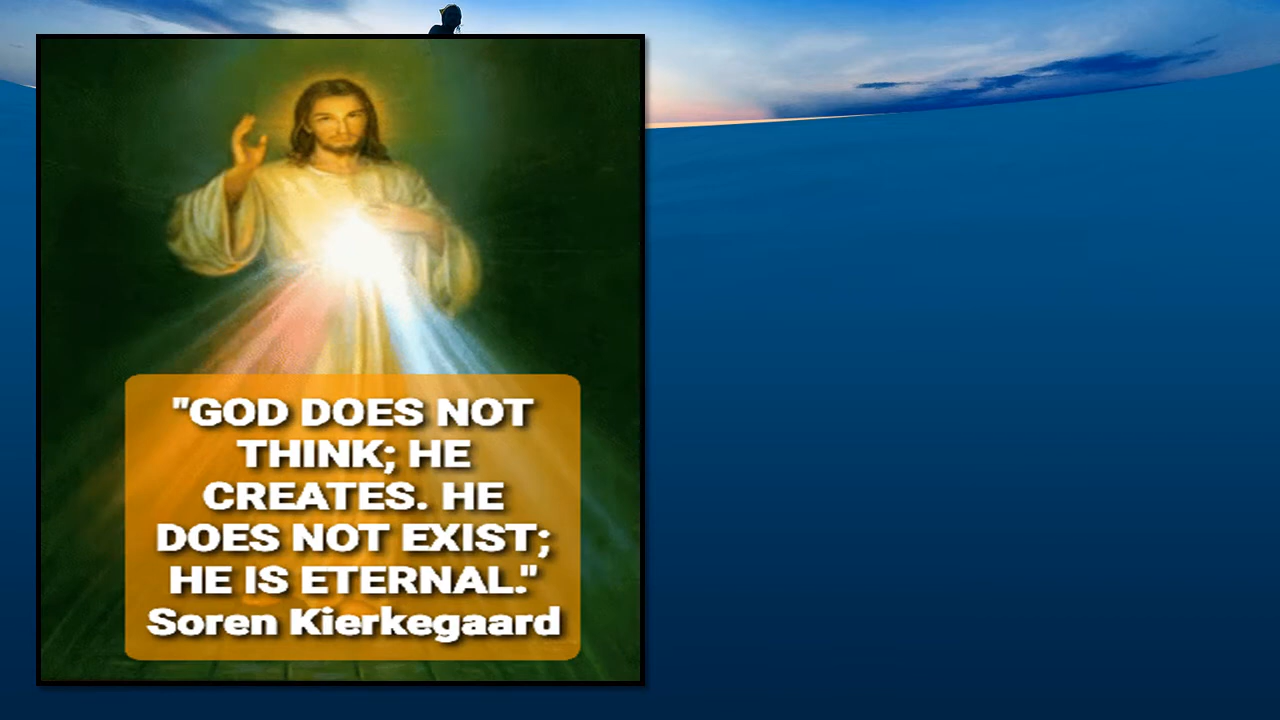 "GOD DOES NOT
THINK; HE
CREATES. HE
DOES NOT EXIST;
HE IS ETERNAL."
Soren Kierkegaard